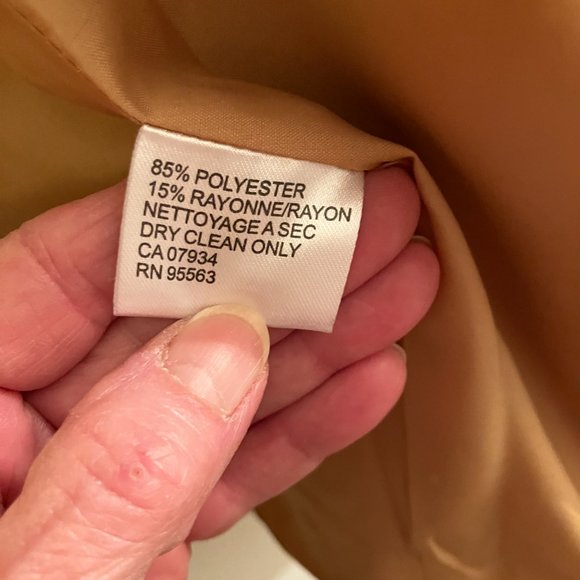 85% POLYESTER
15% RAYONNE/RAYON
NETTOYAGE A SEC
DRY CLEAN ONLY
CA 07934
RN 95563